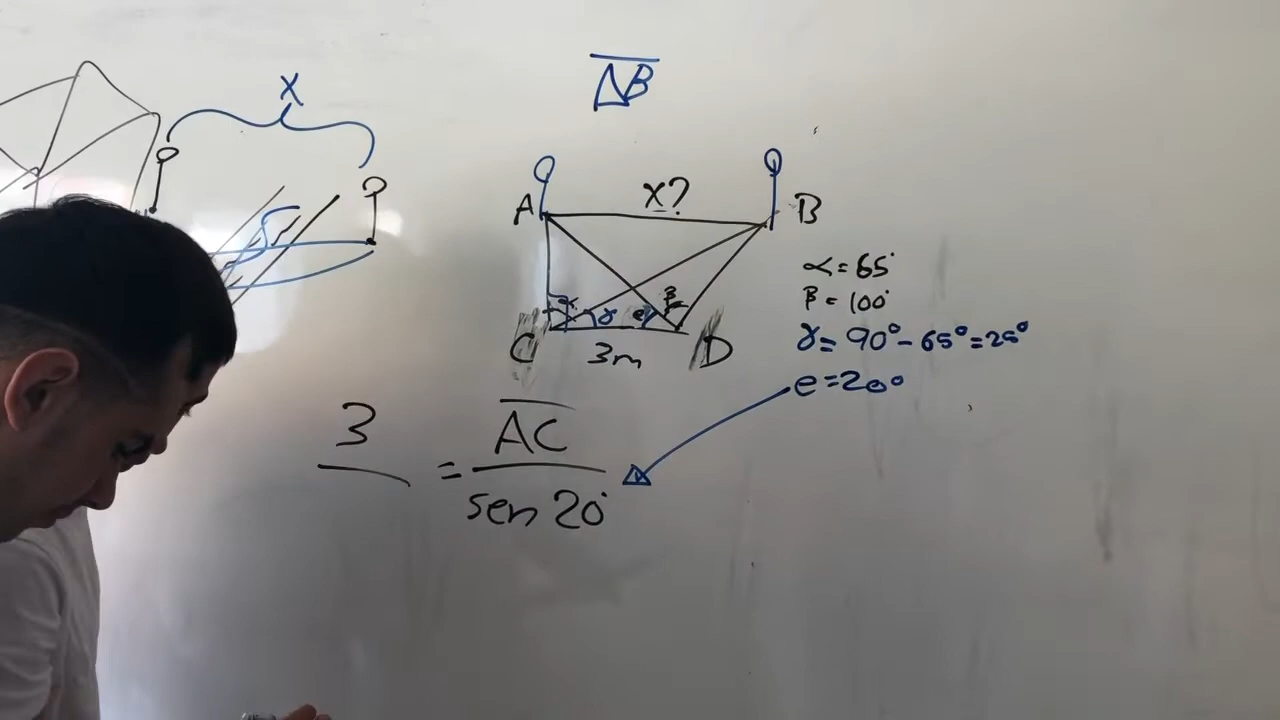 X
AB
A x? B
α = 65°
β = 100°
γ = 90° - 65° = 25°
e = 20°
α γ e β
C 3m D
3 = AC
sen 20°